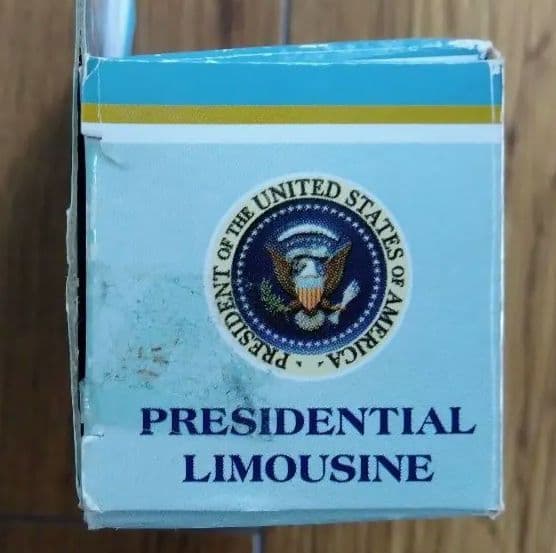 PRESIDENT OF THE UNITED STATES OF AMERICA
PRESIDENTIAL
LIMOUSINE